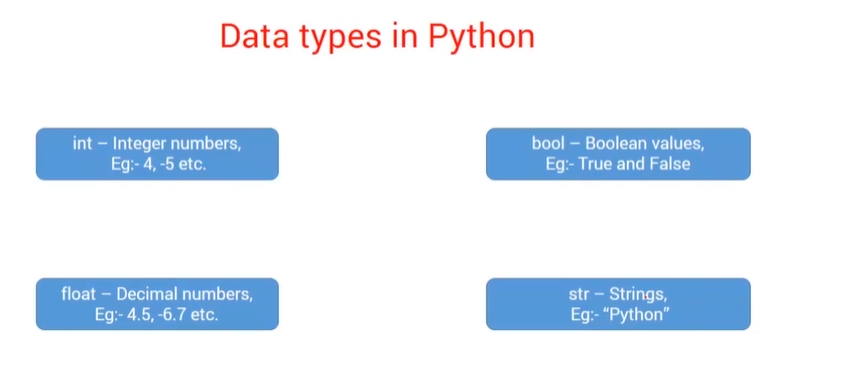 Data types in Python
int – Integer numbers,
Eg:- 4, -5 etc.
bool – Boolean values,
Eg:- True and False
float – Decimal numbers,
Eg:- 4.5, -6.7 etc.
str – Strings,
Eg:- “Python”